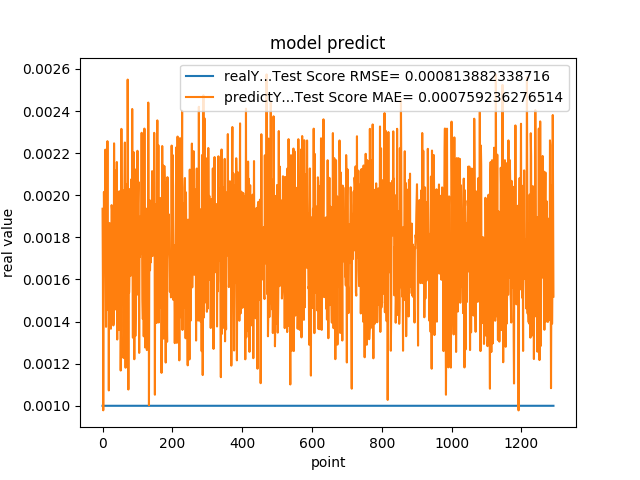 model predict
realY...Test Score RMSE= 0.000813882338716
predictY...Test Score MAE= 0.000759236276514
real value
0.0026
0.0024
0.0022
0.0020
0.0018
0.0016
0.0014
0.0012
0.0010
0 200 400 600 800 1000 1200
point